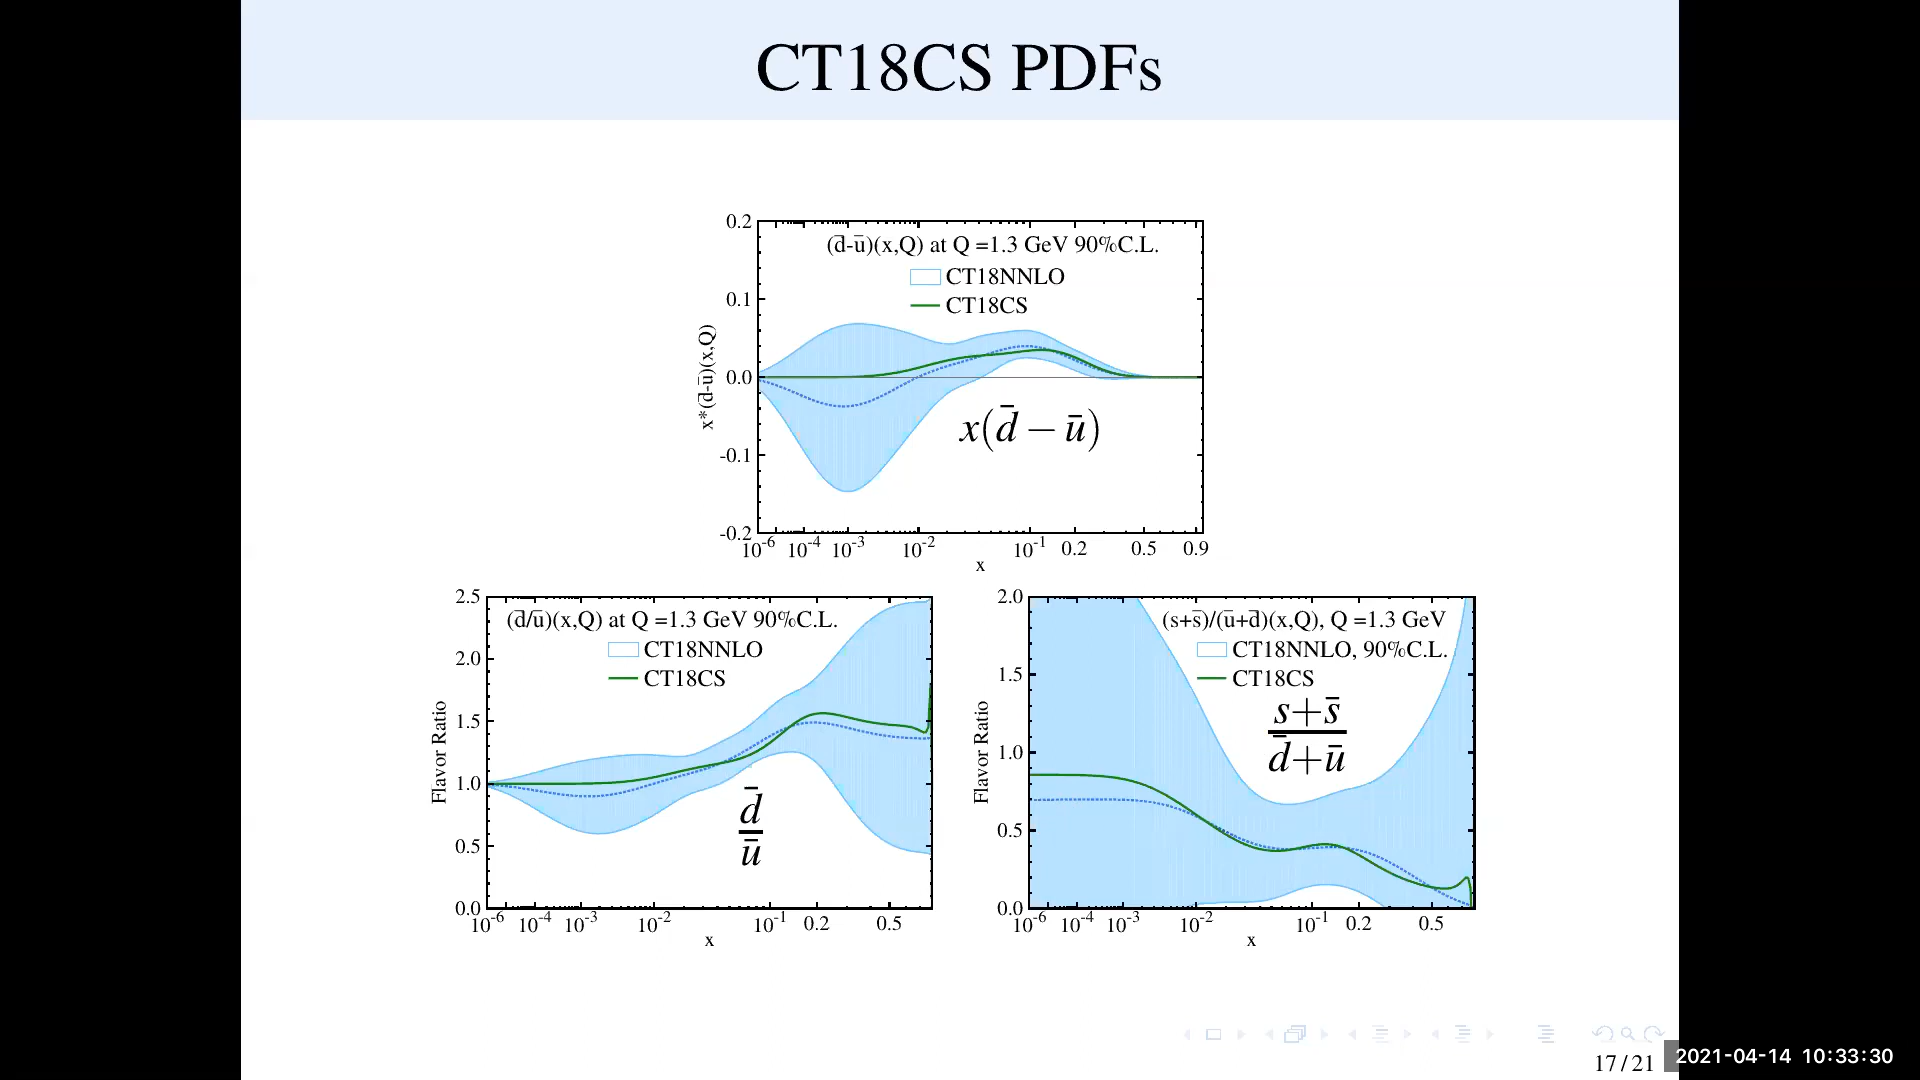 CT18CS PDFs
0.2
(d̄-ū)(x,Q) at Q =1.3 GeV 90%C.L.
CT18NNLO
0.1
CT18CS
x*(d̄-ū)(x,Q)
0.0
x(d̄ − ū)
-0.1
-0.2
10^-6 10^-4 10^-3 10^-2 10^-1 0.2 0.5 0.9
x
2.5
(d̄/ū)(x,Q) at Q =1.3 GeV 90%C.L.
CT18NNLO
2.0
CT18CS
1.5
Flavor Ratio
1.0
d̄
ū
0.5
0.0
10^-6 10^-4 10^-3 10^-2 10^-1 0.2 0.5
x
2.0
(s+s̄)/(ū+d̄)(x,Q), Q =1.3 GeV
CT18NNLO, 90%C.L.
1.5
CT18CS
s+s̄
d̄+ū
Flavor Ratio
1.0
0.5
0.0
10^-6 10^-4 10^-3 10^-2 10^-1 0.2 0.5
x
17 / 21
2021-04-14 10:33:30